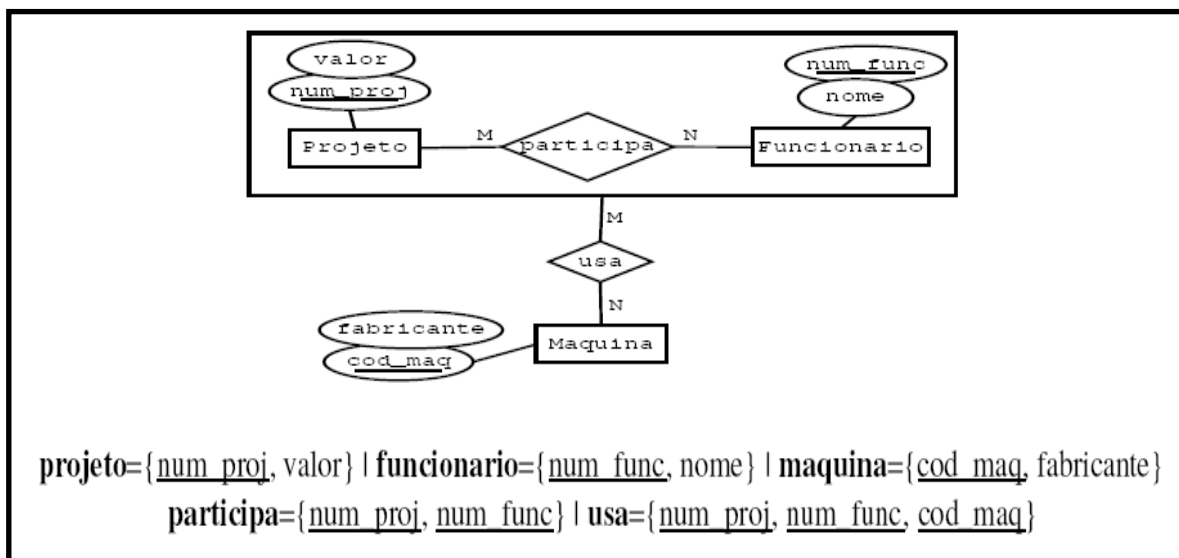 valor
num_proj
num_func
nome
Projeto
M
participa
N
Funcionario
M
usa
N
fabricante
cod_maq
Maquina
projeto={num_proj, valor} | funcionario={num_func, nome} | maquina={cod_maq, fabricante}
participa={num_proj, num_func} | usa={num_proj, num_func, cod_maq}